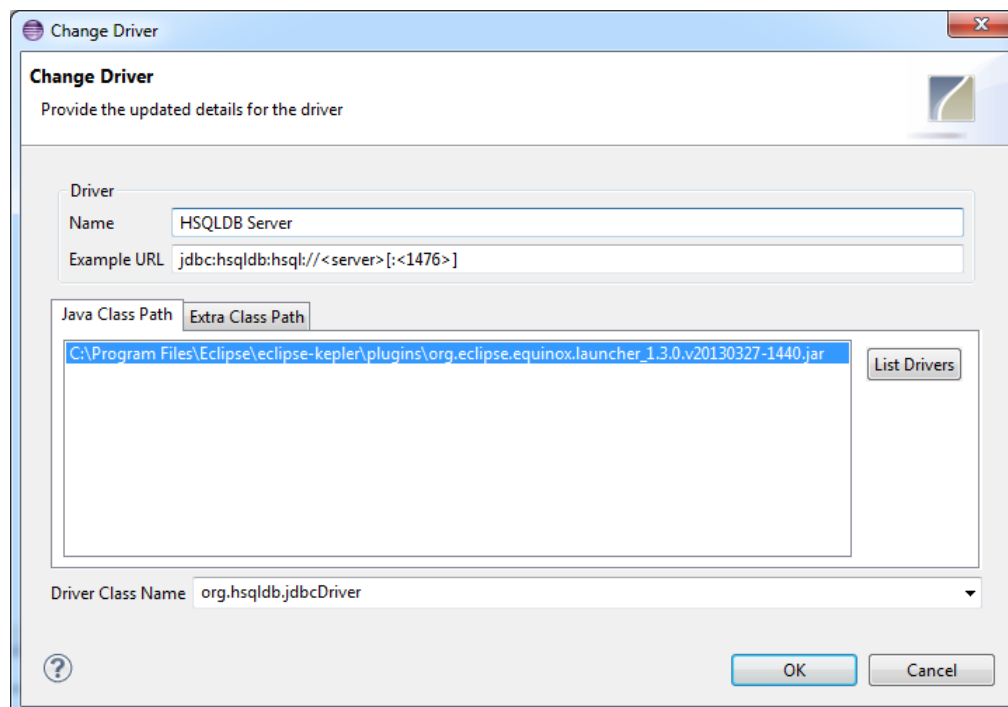 Change Driver
Change Driver
Provide the updated details for the driver
Driver
Name HSQLDB Server
Example URL jdbc:hsqldb:hsql://<server>[:<1476>]
Java Class Path Extra Class Path
C:\Program Files\Eclipse\eclipse-kepler\plugins\org.eclipse.equinox.launcher_1.3.0.v20130327-1440.jar
List Drivers
Driver Class Name org.hsqldb.jdbcDriver
OK Cancel